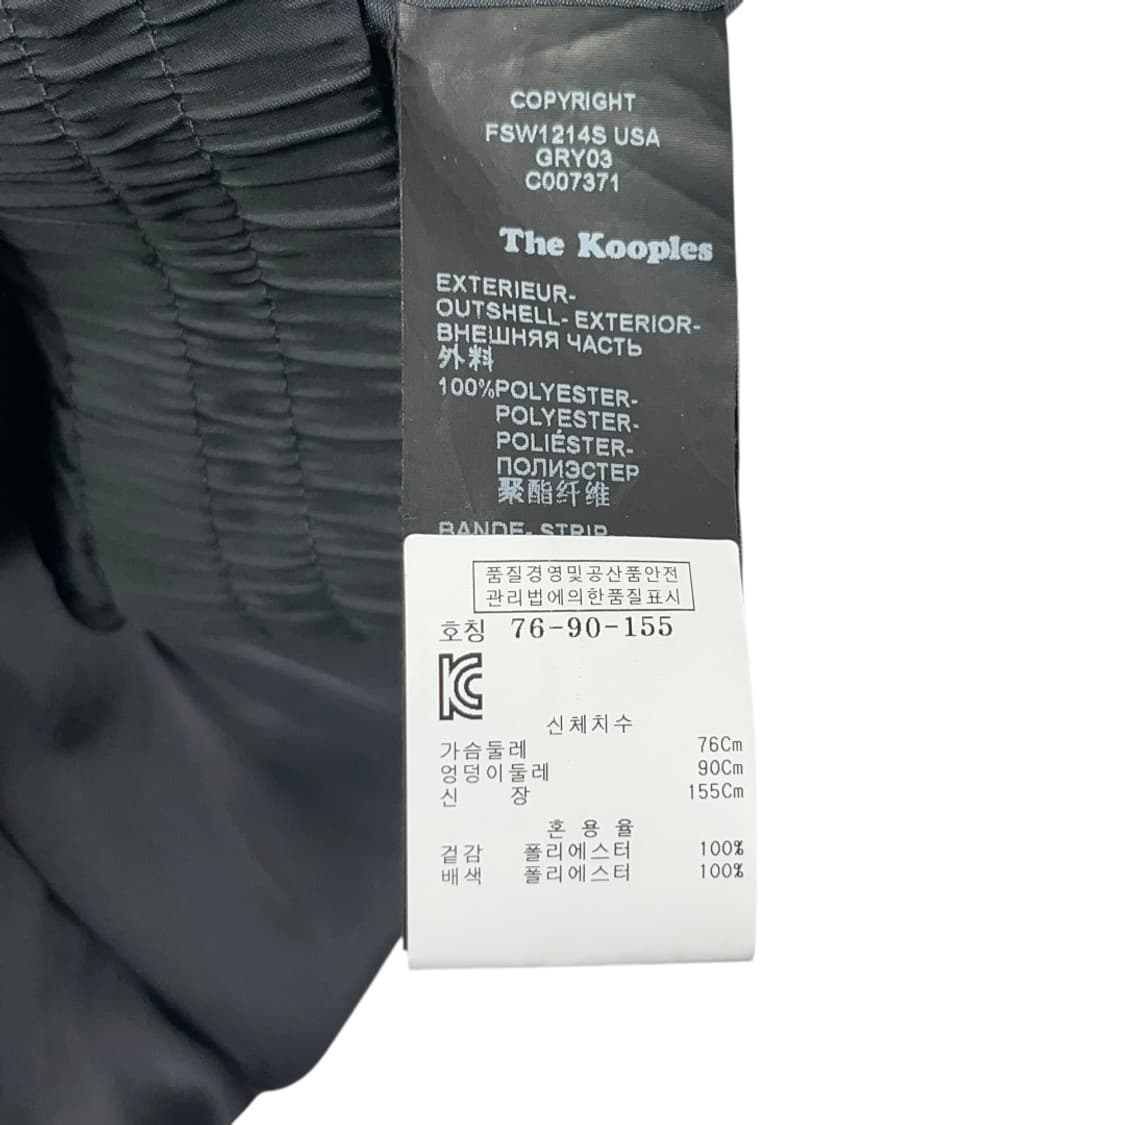 COPYRIGHT
FSW1214S USA
GRY03
C007371
The Kooples
EXTERIEUR-
OUTSHELL- EXTERIOR-
ВНЕШНЯЯ ЧАСТЬ
外料
100%POLYESTER-
POLYESTER-
POLIÉSTER-
ПОЛИЭСТЕР
聚酯纤维
BANDE- STRIP
품질경영및공산품안전
관리법에의한품질표시
호칭 76-90-155
신체치수
가슴둘레 76Cm
엉덩이둘레 90Cm
신 장 155Cm
혼 용 율
겉감 폴리에스터 100%
배색 폴리에스터 100%